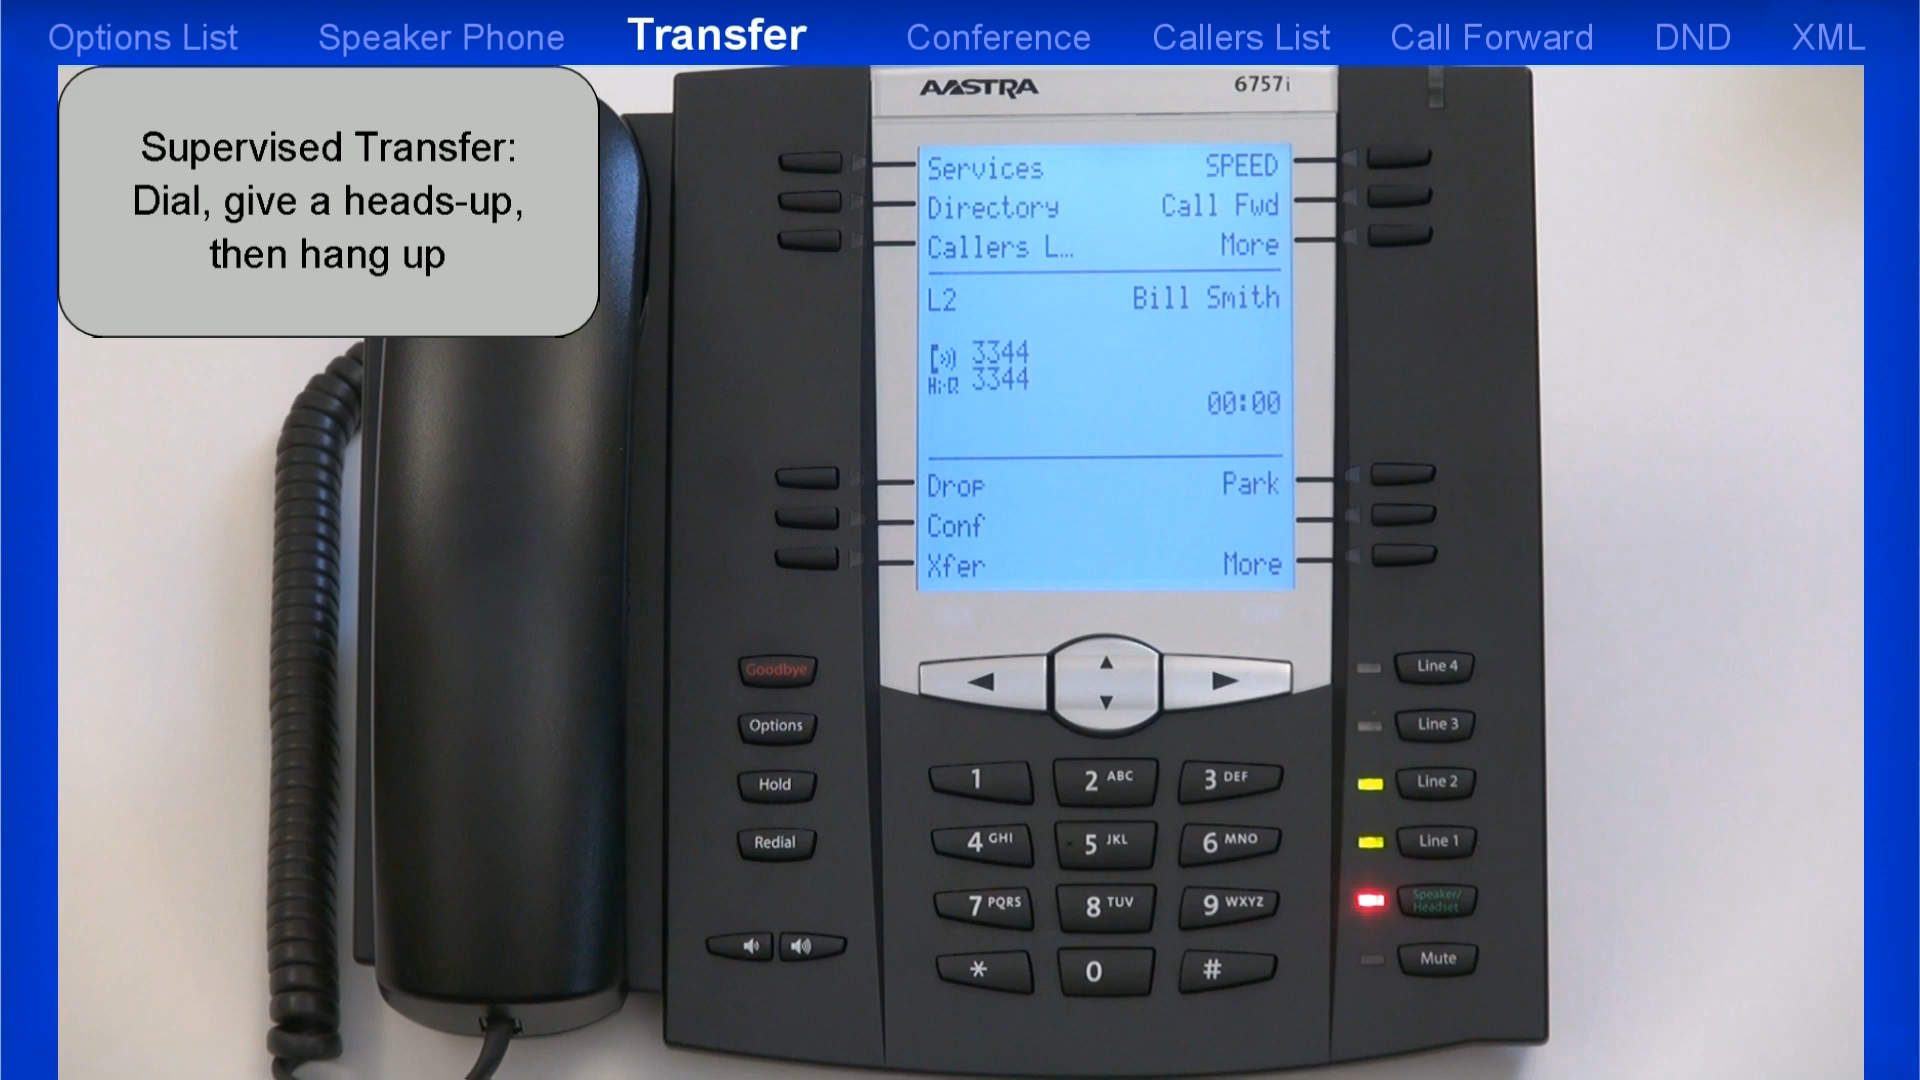 Options List Speaker Phone Transfer Conference Callers List Call Forward DND XML
Supervised Transfer:
Dial, give a heads-up,
then hang up
AASTRA 6757i
Services SPEED
Directory Call Fwd
Callers L… More
L2 Bill Smith
3344
Hi-Q 3344
00:00
Drop Park
Conf
Xfer More
Goodbye
Options
Hold
Redial
Line 4
Line 3
Line 2
Line 1
Speaker/
Headset
Mute
1 2 ABC 3 DEF
4 GHI 5 JKL 6 MNO
7 PQRS 8 TUV 9 WXYZ
* 0 #